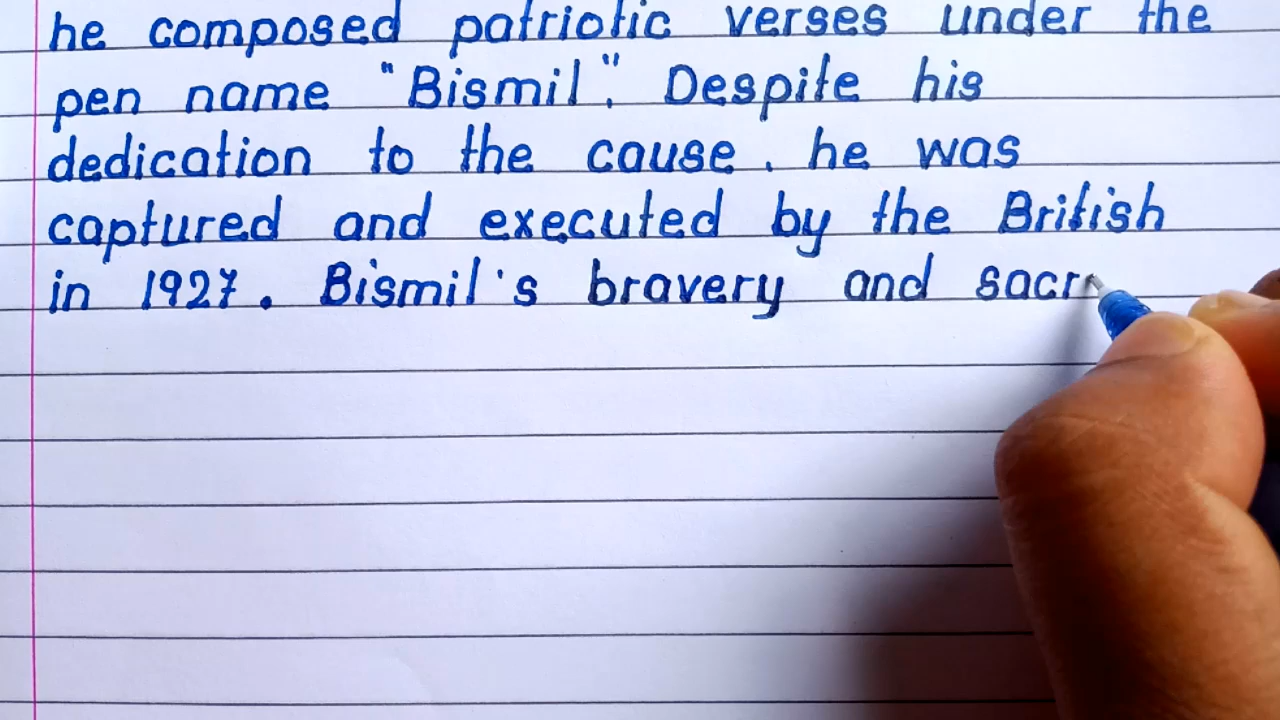 he composed patriotic verses under the
pen name "Bismil". Despite his
dedication to the cause, he was
captured and executed by the British
in 1927. Bismil's bravery and sacr